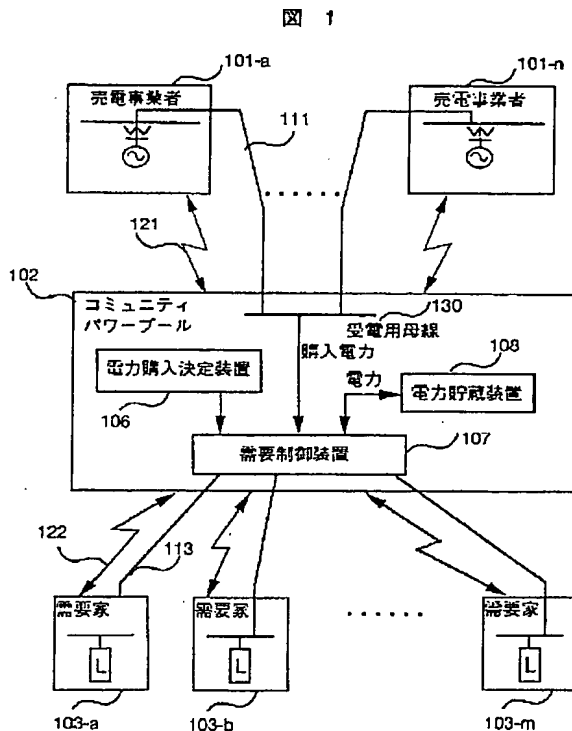 図 1
101-a
101-n
売電事業者
売電事業者
111
121
102
コミュニティ
パワープール
130
受電用母線
購入電力
108
電力購入決定装置
電力
電力貯蔵装置
106
107
需要制御装置
122
113
需要家
需要家
需要家
L
L
L
103-a
103-b
103-m